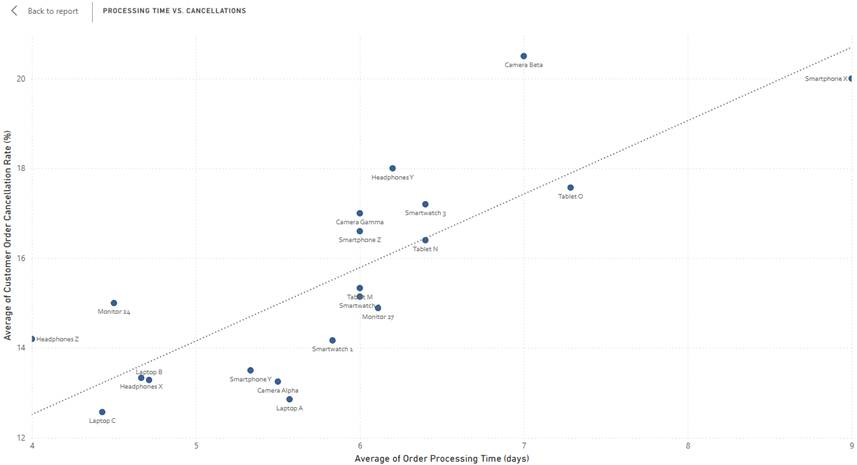 Back to report
PROCESSING TIME VS. CANCELLATIONS
Average of Customer Order Cancellation Rate (%)
20
18
16
14
12
Camera Beta
Smartphone X
Headphones Y
Tablet O
Smartwatch 3
Camera Gamma
Smartphone Z
Tablet N
Tablet M
Smartwatch
Monitor 24
Monitor 27
Headphones Z
Smartwatch 1
Laptop B
Smartphone Y
Headphones X
Camera Alpha
Laptop A
Laptop C
4
5
6
7
8
9
Average of Order Processing Time (days)